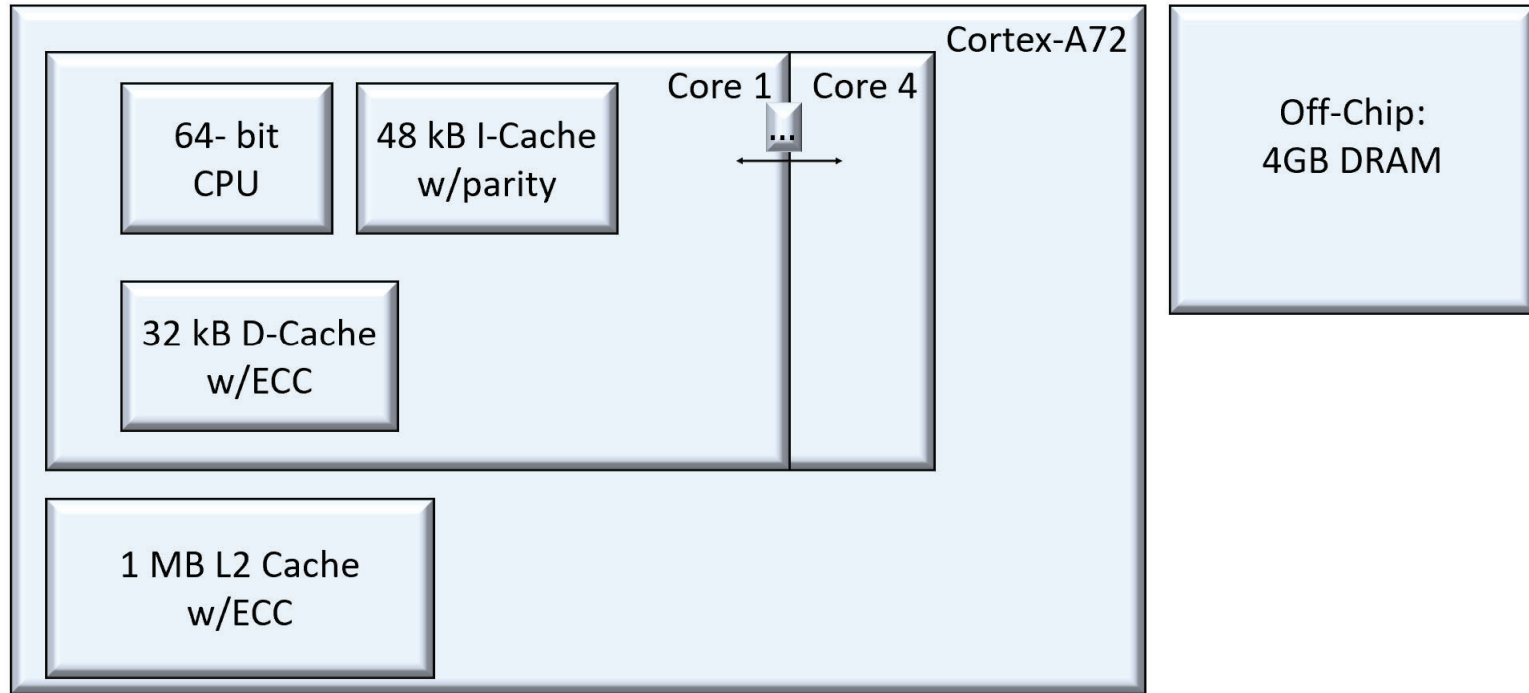 Cortex-A72
Core 1
Core 4
...
64- bit
CPU
48 kB I-Cache
w/parity
32 kB D-Cache
w/ECC
1 MB L2 Cache
w/ECC
Off-Chip:
4GB DRAM